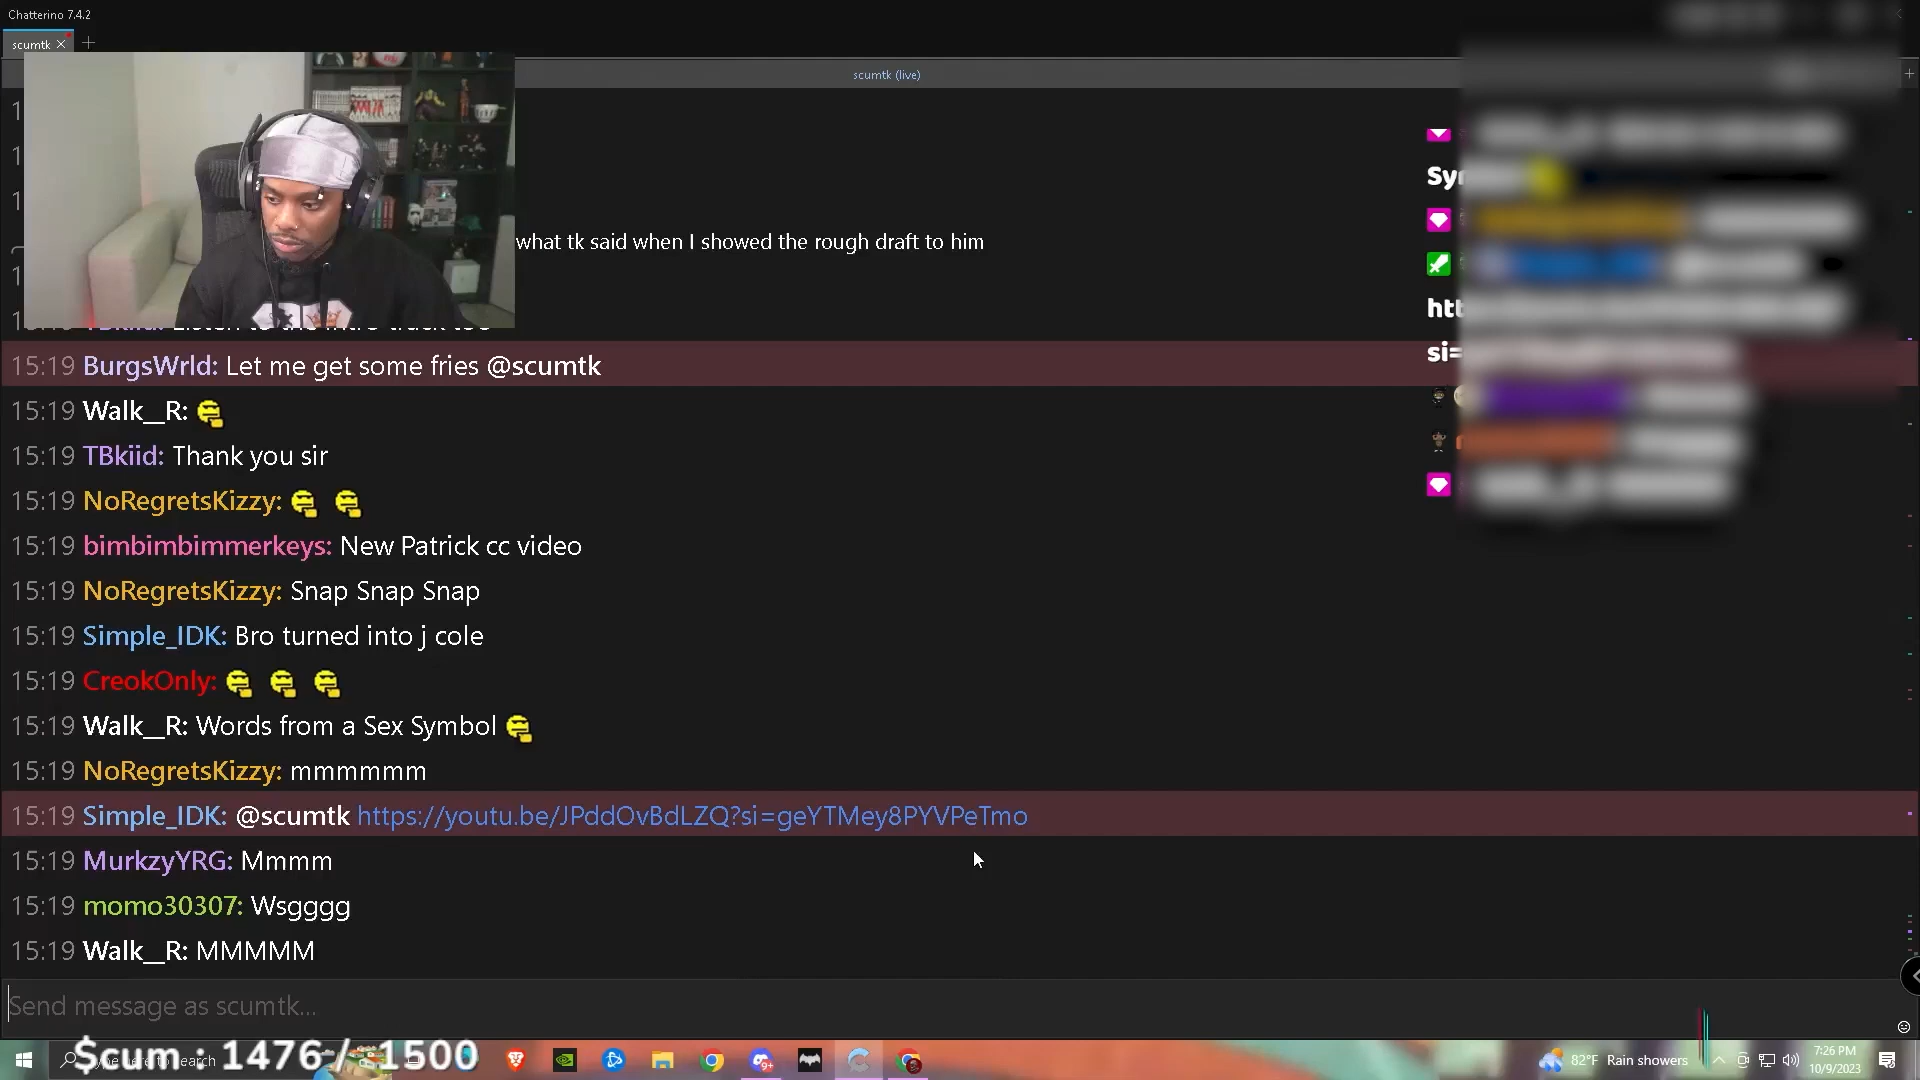 Chatterino 7.4.2
scumtk
scumtk (live)
what tk said when I showed the rough draft to him
15:19 BurgsWrld: Let me get some fries @scumtk
15:19 Walk__R:
15:19 TBkiid: Thank you sir
15:19 NoRegretsKizzy:
15:19 bimbimbimmerkeys: New Patrick cc video
15:19 NoRegretsKizzy: Snap Snap Snap
15:19 Simple_IDK: Bro turned into j cole
15:19 CreokOnly:
15:19 Walk__R: Words from a Sex Symbol
15:19 NoRegretsKizzy: mmmmmm
15:19 Simple_IDK: @scumtk https://youtu.be/JPddOvBdLZQ?si=geYTMey8PYVPeTmo
15:19 MurkzyYRG: Mmmm
15:19 momo30307: Wsgggg
15:19 Walk__R: MMMMM
Send message as scumtk...
$cum : 1476 / 1500
82°F Rain showers
7:26 PM
10/9/2023